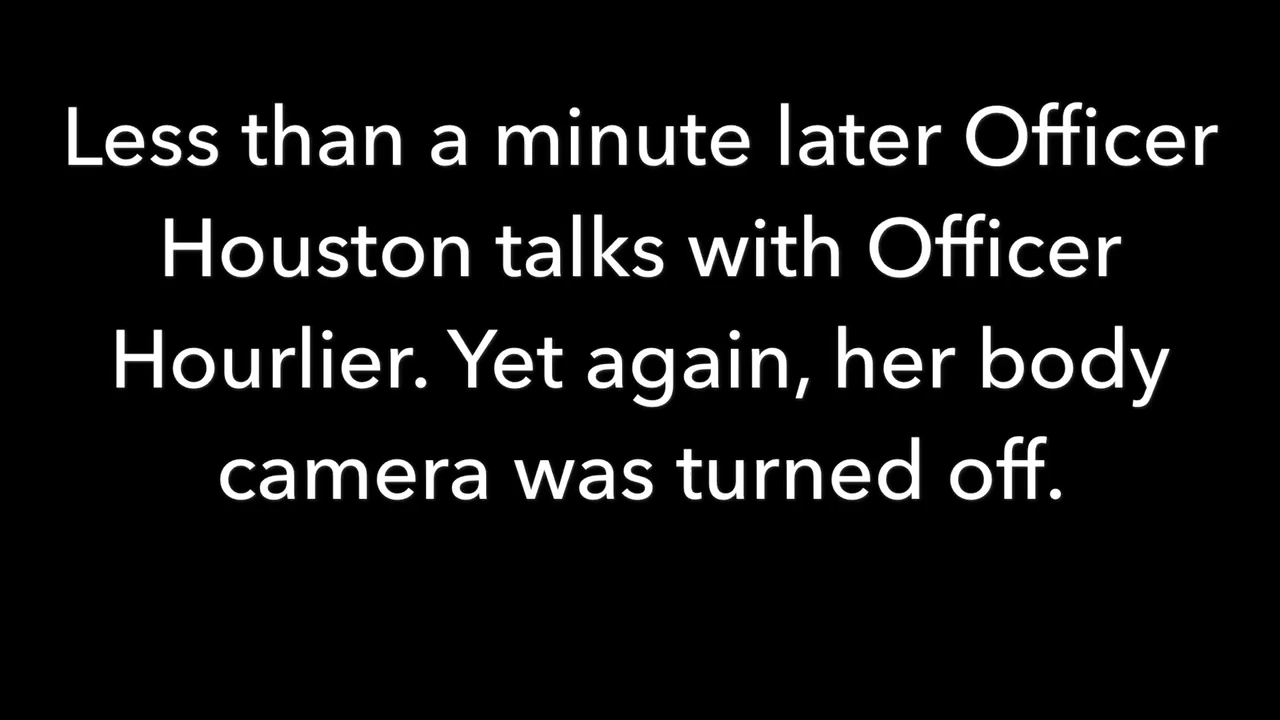 Less than a minute later Officer
Houston talks with Officer
Hourlier. Yet again, her body
camera was turned off.